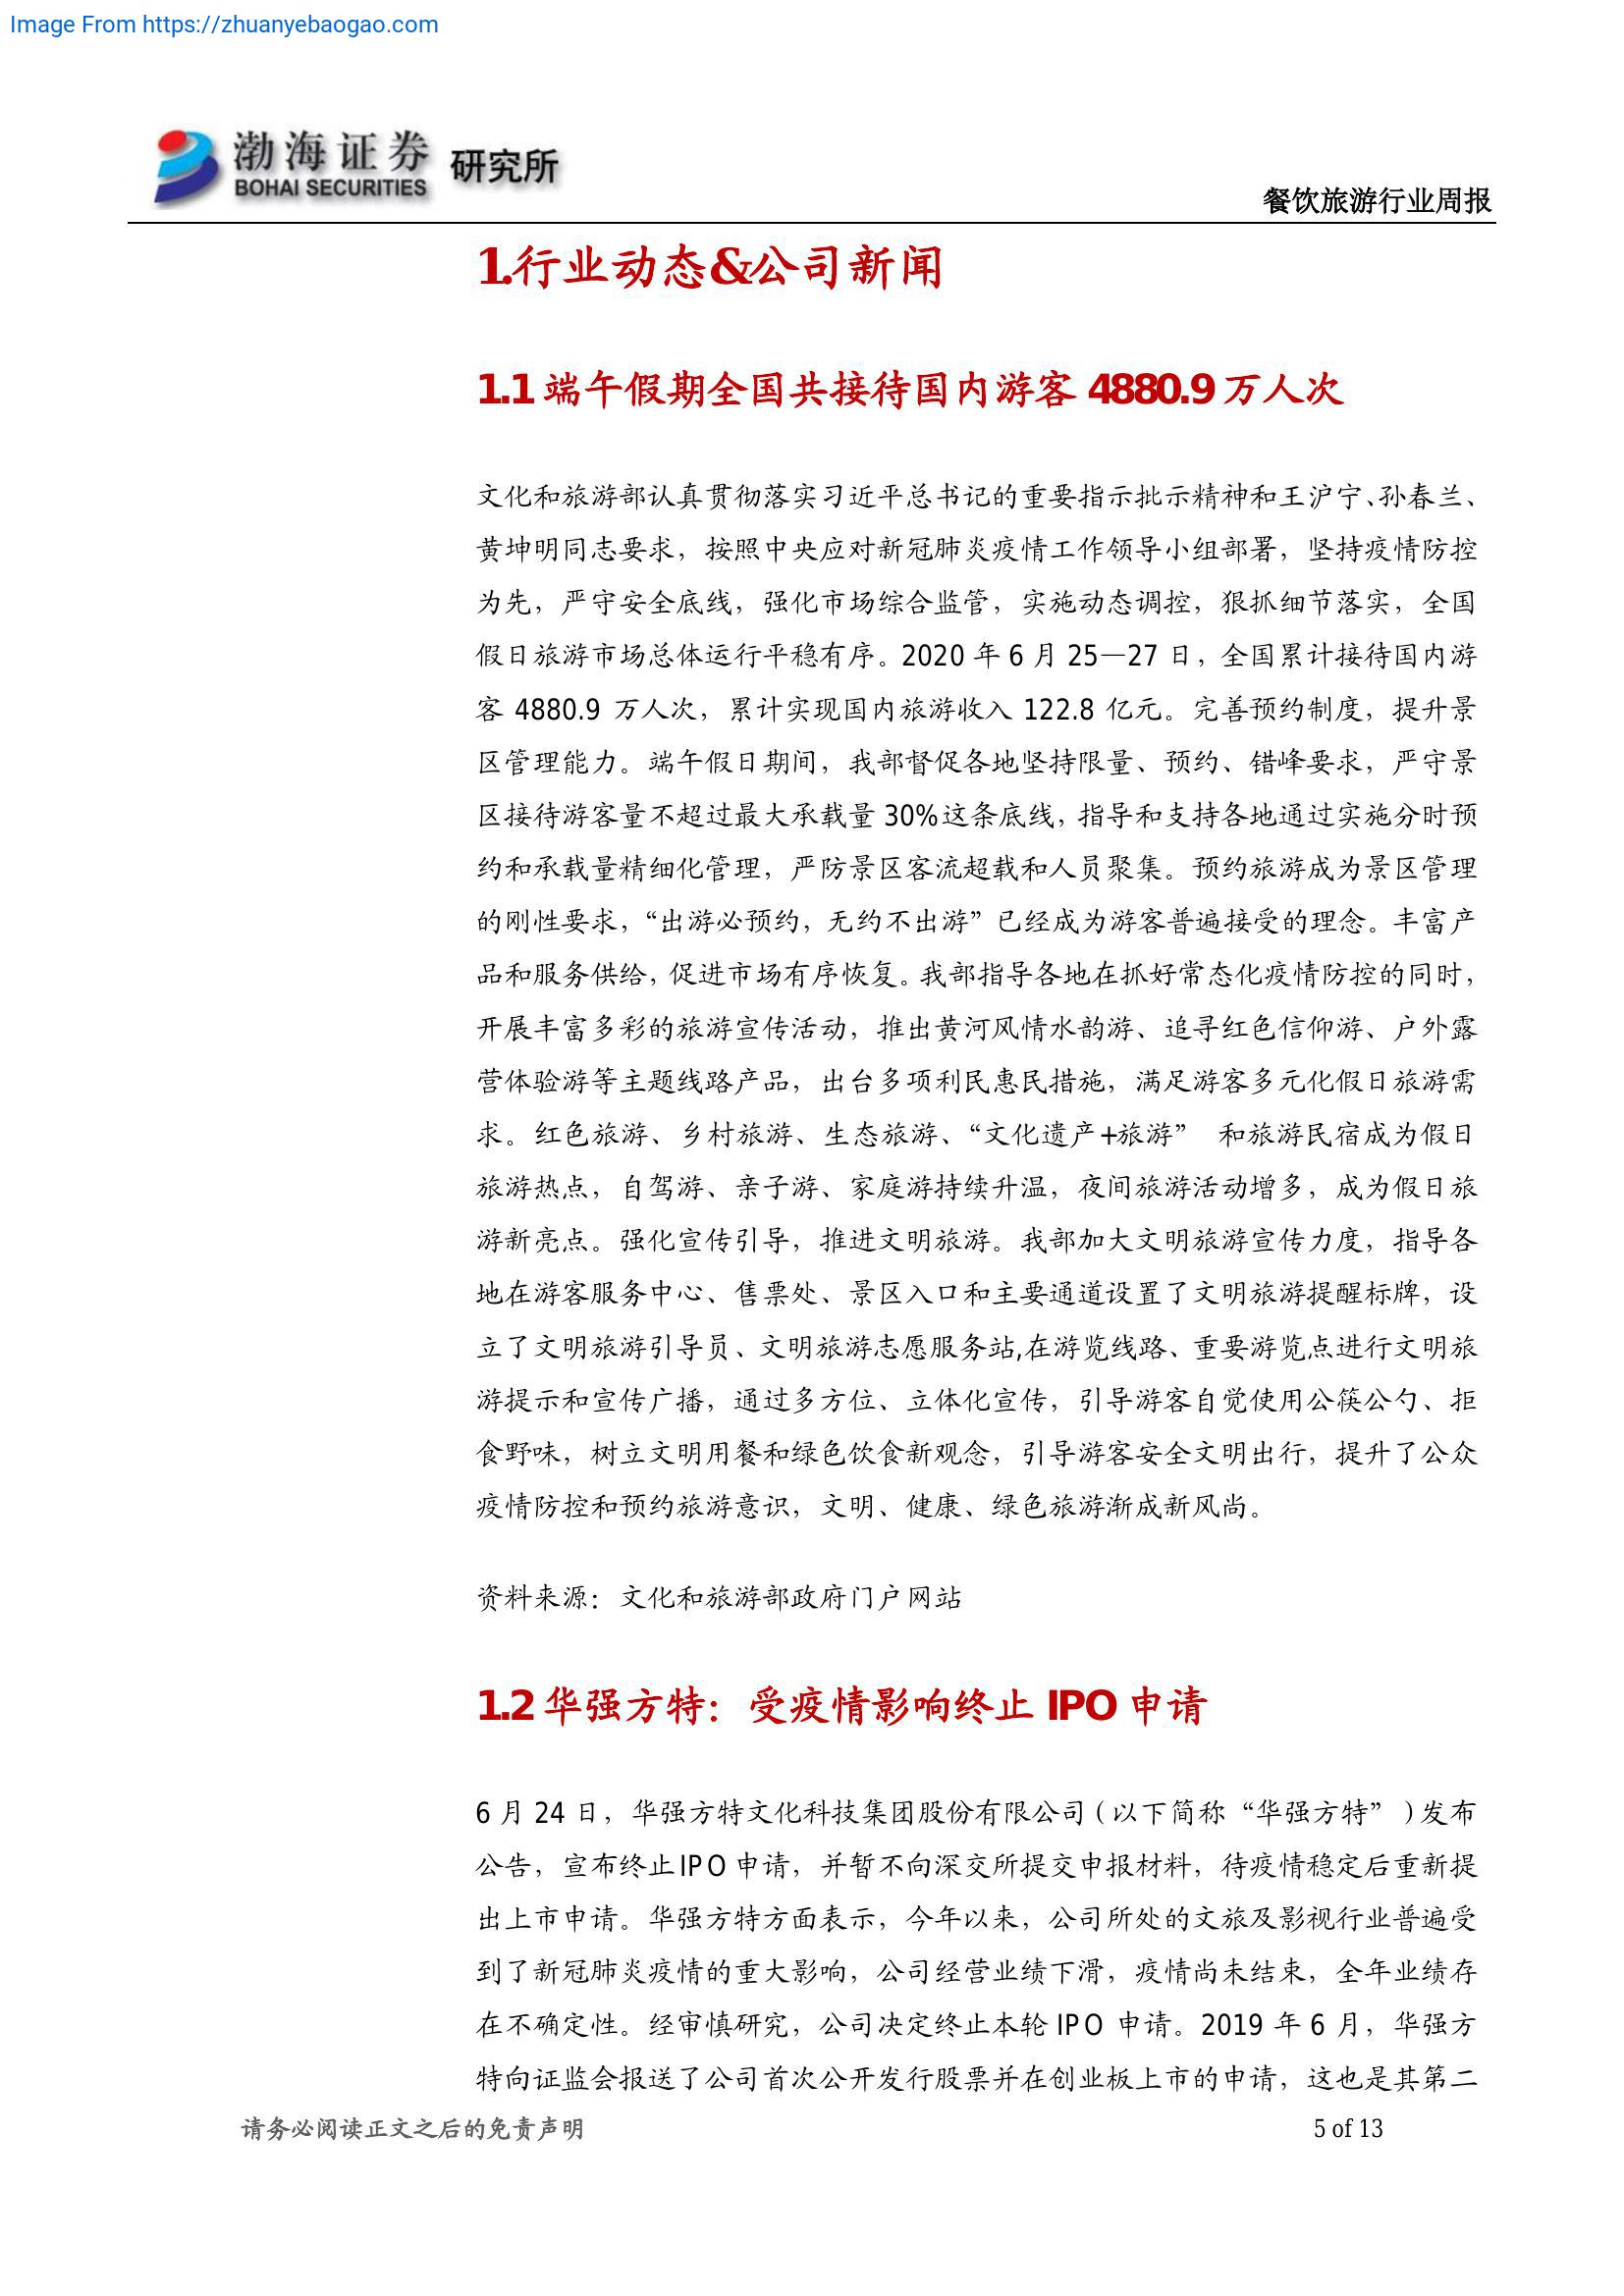 Image From https://zhuanyebaogao.com
渤海证券 研究所
BOHAI SECURITIES
餐饮旅游行业周报
1.行业动态&公司新闻
1.1 端午假期全国共接待国内游客 4880.9 万人次
文化和旅游部认真贯彻落实习近平总书记的重要指示批示精神和王沪宁、孙春兰、
黄坤明同志要求，按照中央应对新冠肺炎疫情工作领导小组部署，坚持疫情防控
为先，严守安全底线，强化市场综合监管，实施动态调控，狠抓细节落实，全国
假日旅游市场总体运行平稳有序。2020 年 6 月 25—27 日，全国累计接待国内游
客 4880.9 万人次，累计实现国内旅游收入 122.8 亿元。完善预约制度，提升景
区管理能力。端午假日期间，我部督促各地坚持限量、预约、错峰要求，严守景
区接待游客量不超过最大承载量 30%这条底线，指导和支持各地通过实施分时预
约和承载量精细化管理，严防景区客流超载和人员聚集。预约旅游成为景区管理
的刚性要求，“出游必预约，无约不出游”已经成为游客普遍接受的理念。丰富产
品和服务供给，促进市场有序恢复。我部指导各地在抓好常态化疫情防控的同时，
开展丰富多彩的旅游宣传活动，推出黄河风情水韵游、追寻红色信仰游、户外露
营体验游等主题线路产品，出台多项利民惠民措施，满足游客多元化假日旅游需
求。红色旅游、乡村旅游、生态旅游、“文化遗产+旅游” 和旅游民宿成为假日
旅游热点，自驾游、亲子游、家庭游持续升温，夜间旅游活动增多，成为假日旅
游新亮点。强化宣传引导，推进文明旅游。我部加大文明旅游宣传力度，指导各
地在游客服务中心、售票处、景区入口和主要通道设置了文明旅游提醒标牌，设
立了文明旅游引导员、文明旅游志愿服务站,在游览线路、重要游览点进行文明旅
游提示和宣传广播，通过多方位、立体化宣传，引导游客自觉使用公筷公勺、拒
食野味，树立文明用餐和绿色饮食新观念，引导游客安全文明出行，提升了公众
疫情防控和预约旅游意识，文明、健康、绿色旅游渐成新风尚。
资料来源：文化和旅游部政府门户网站
1.2 华强方特：受疫情影响终止 IPO 申请
6 月 24 日，华强方特文化科技集团股份有限公司（以下简称“华强方特”）发布
公告，宣布终止IPO 申请，并暂不向深交所提交申报材料，待疫情稳定后重新提
出上市申请。华强方特方面表示，今年以来，公司所处的文旅及影视行业普遍受
到了新冠肺炎疫情的重大影响，公司经营业绩下滑，疫情尚未结束，全年业绩存
在不确定性。经审慎研究，公司决定终止本轮 IPO 申请。2019 年 6 月，华强方
特向证监会报送了公司首次公开发行股票并在创业板上市的申请，这也是其第二
请务必阅读正文之后的免责声明
5 of 13